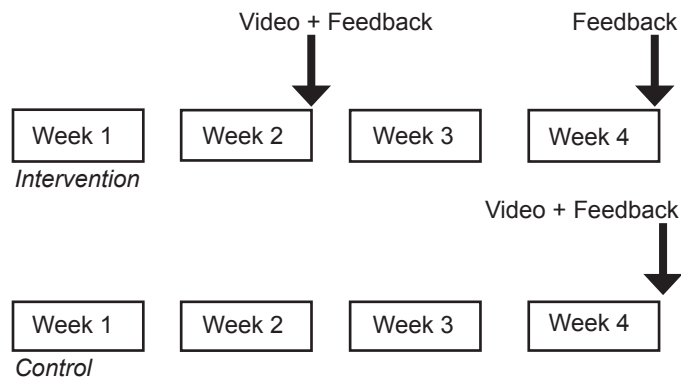 Video + Feedback Feedback
Week 1 Week 2 Week 3 Week 4
Intervention
Video + Feedback
Week 1 Week 2 Week 3 Week 4
Control